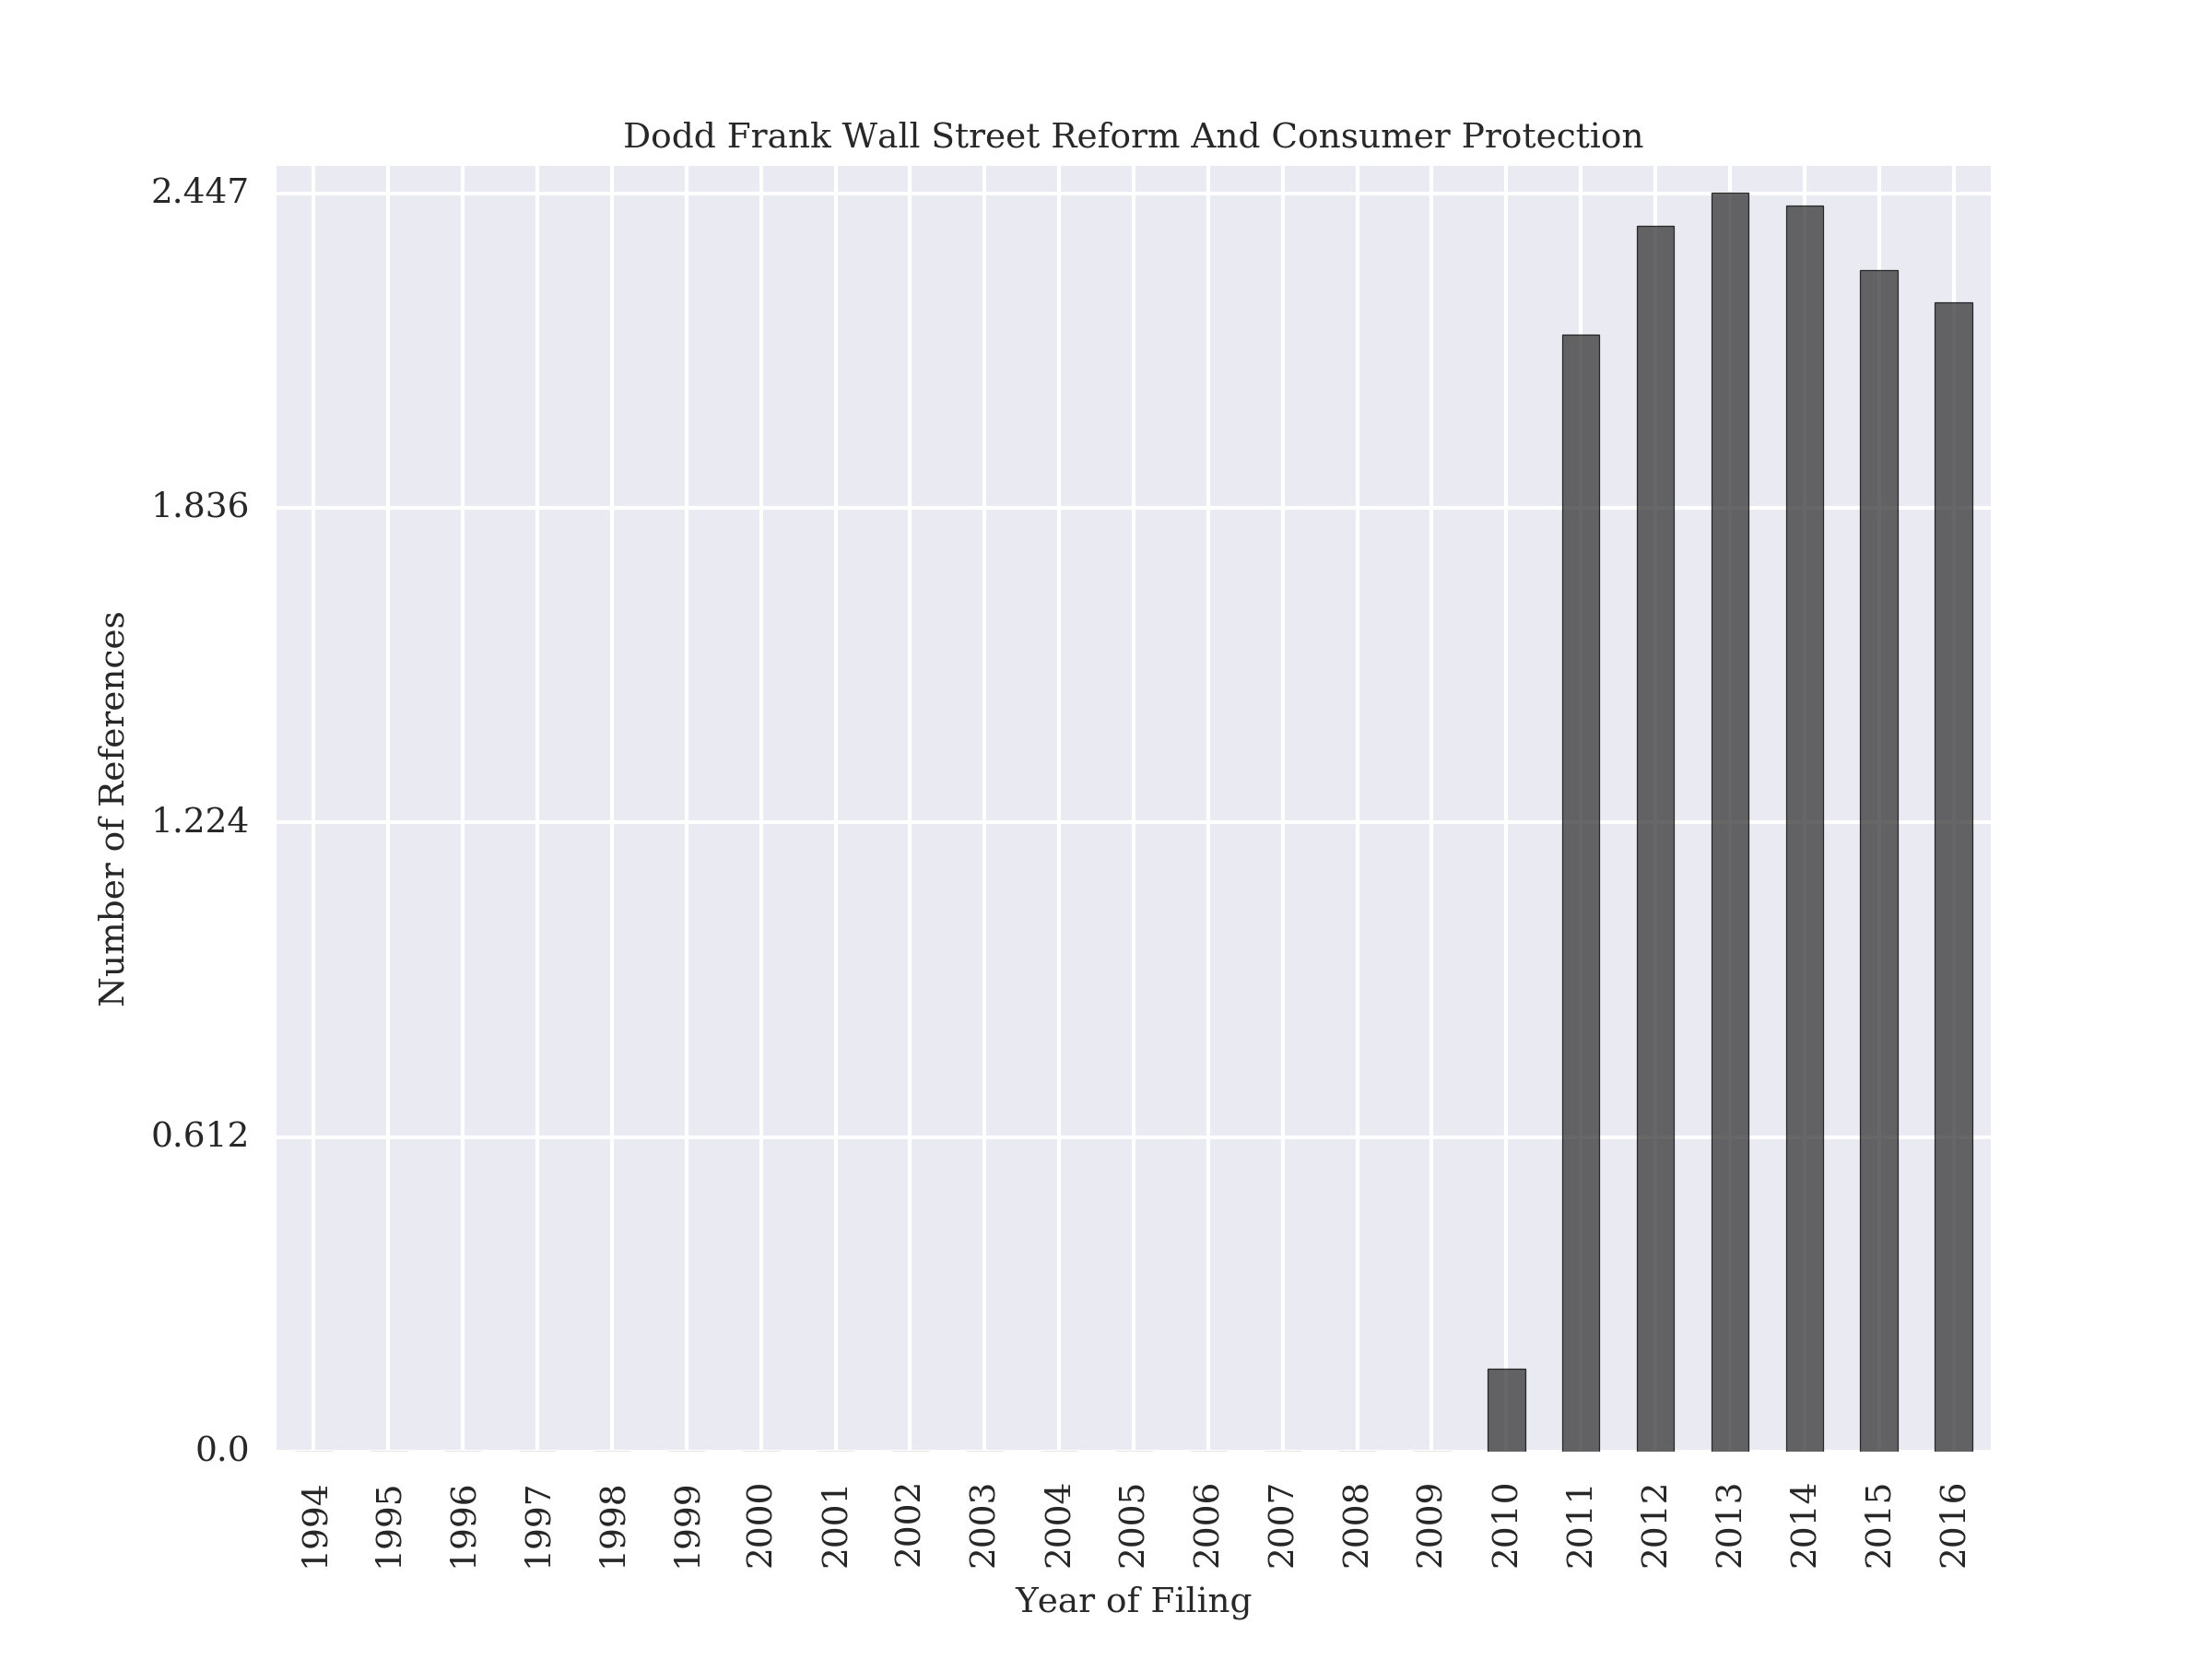 Dodd Frank Wall Street Reform And Consumer Protection
2.447
1.836
1.224
0.612
0.0
Number of References
1994 1995 1996 1997 1998 1999 2000 2001 2002 2003 2004 2005 2006 2007 2008 2009 2010 2011 2012 2013 2014 2015 2016
Year of Filing